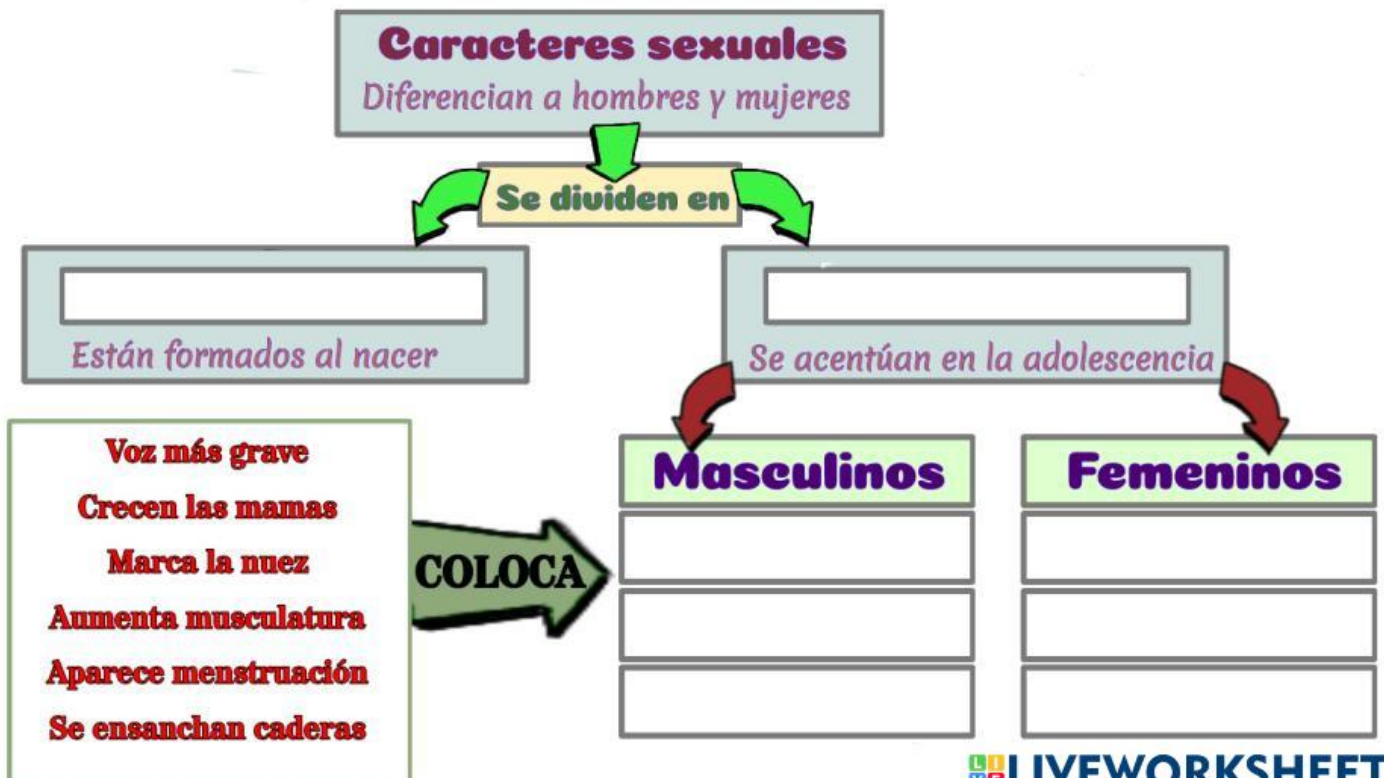 Caracteres sexuales
Diferencian a hombres y mujeres
Se dividen en
Están formados al nacer
Se acentúan en la adolescencia
Voz más grave
Crecen las mamas
Marca la nuez
Aumenta musculatura
Aparece menstruación
Se ensanchan caderas
COLOCA
Masculinos
Femeninos
LIVEWORKSHEET